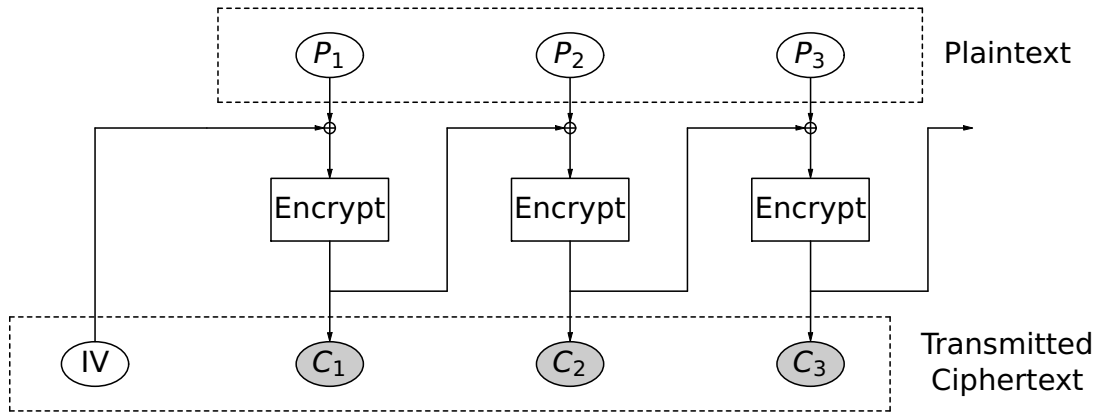 P₁ P₂ P₃ Plaintext
Encrypt Encrypt Encrypt
IV C₁ C₂ C₃
Transmitted
Ciphertext